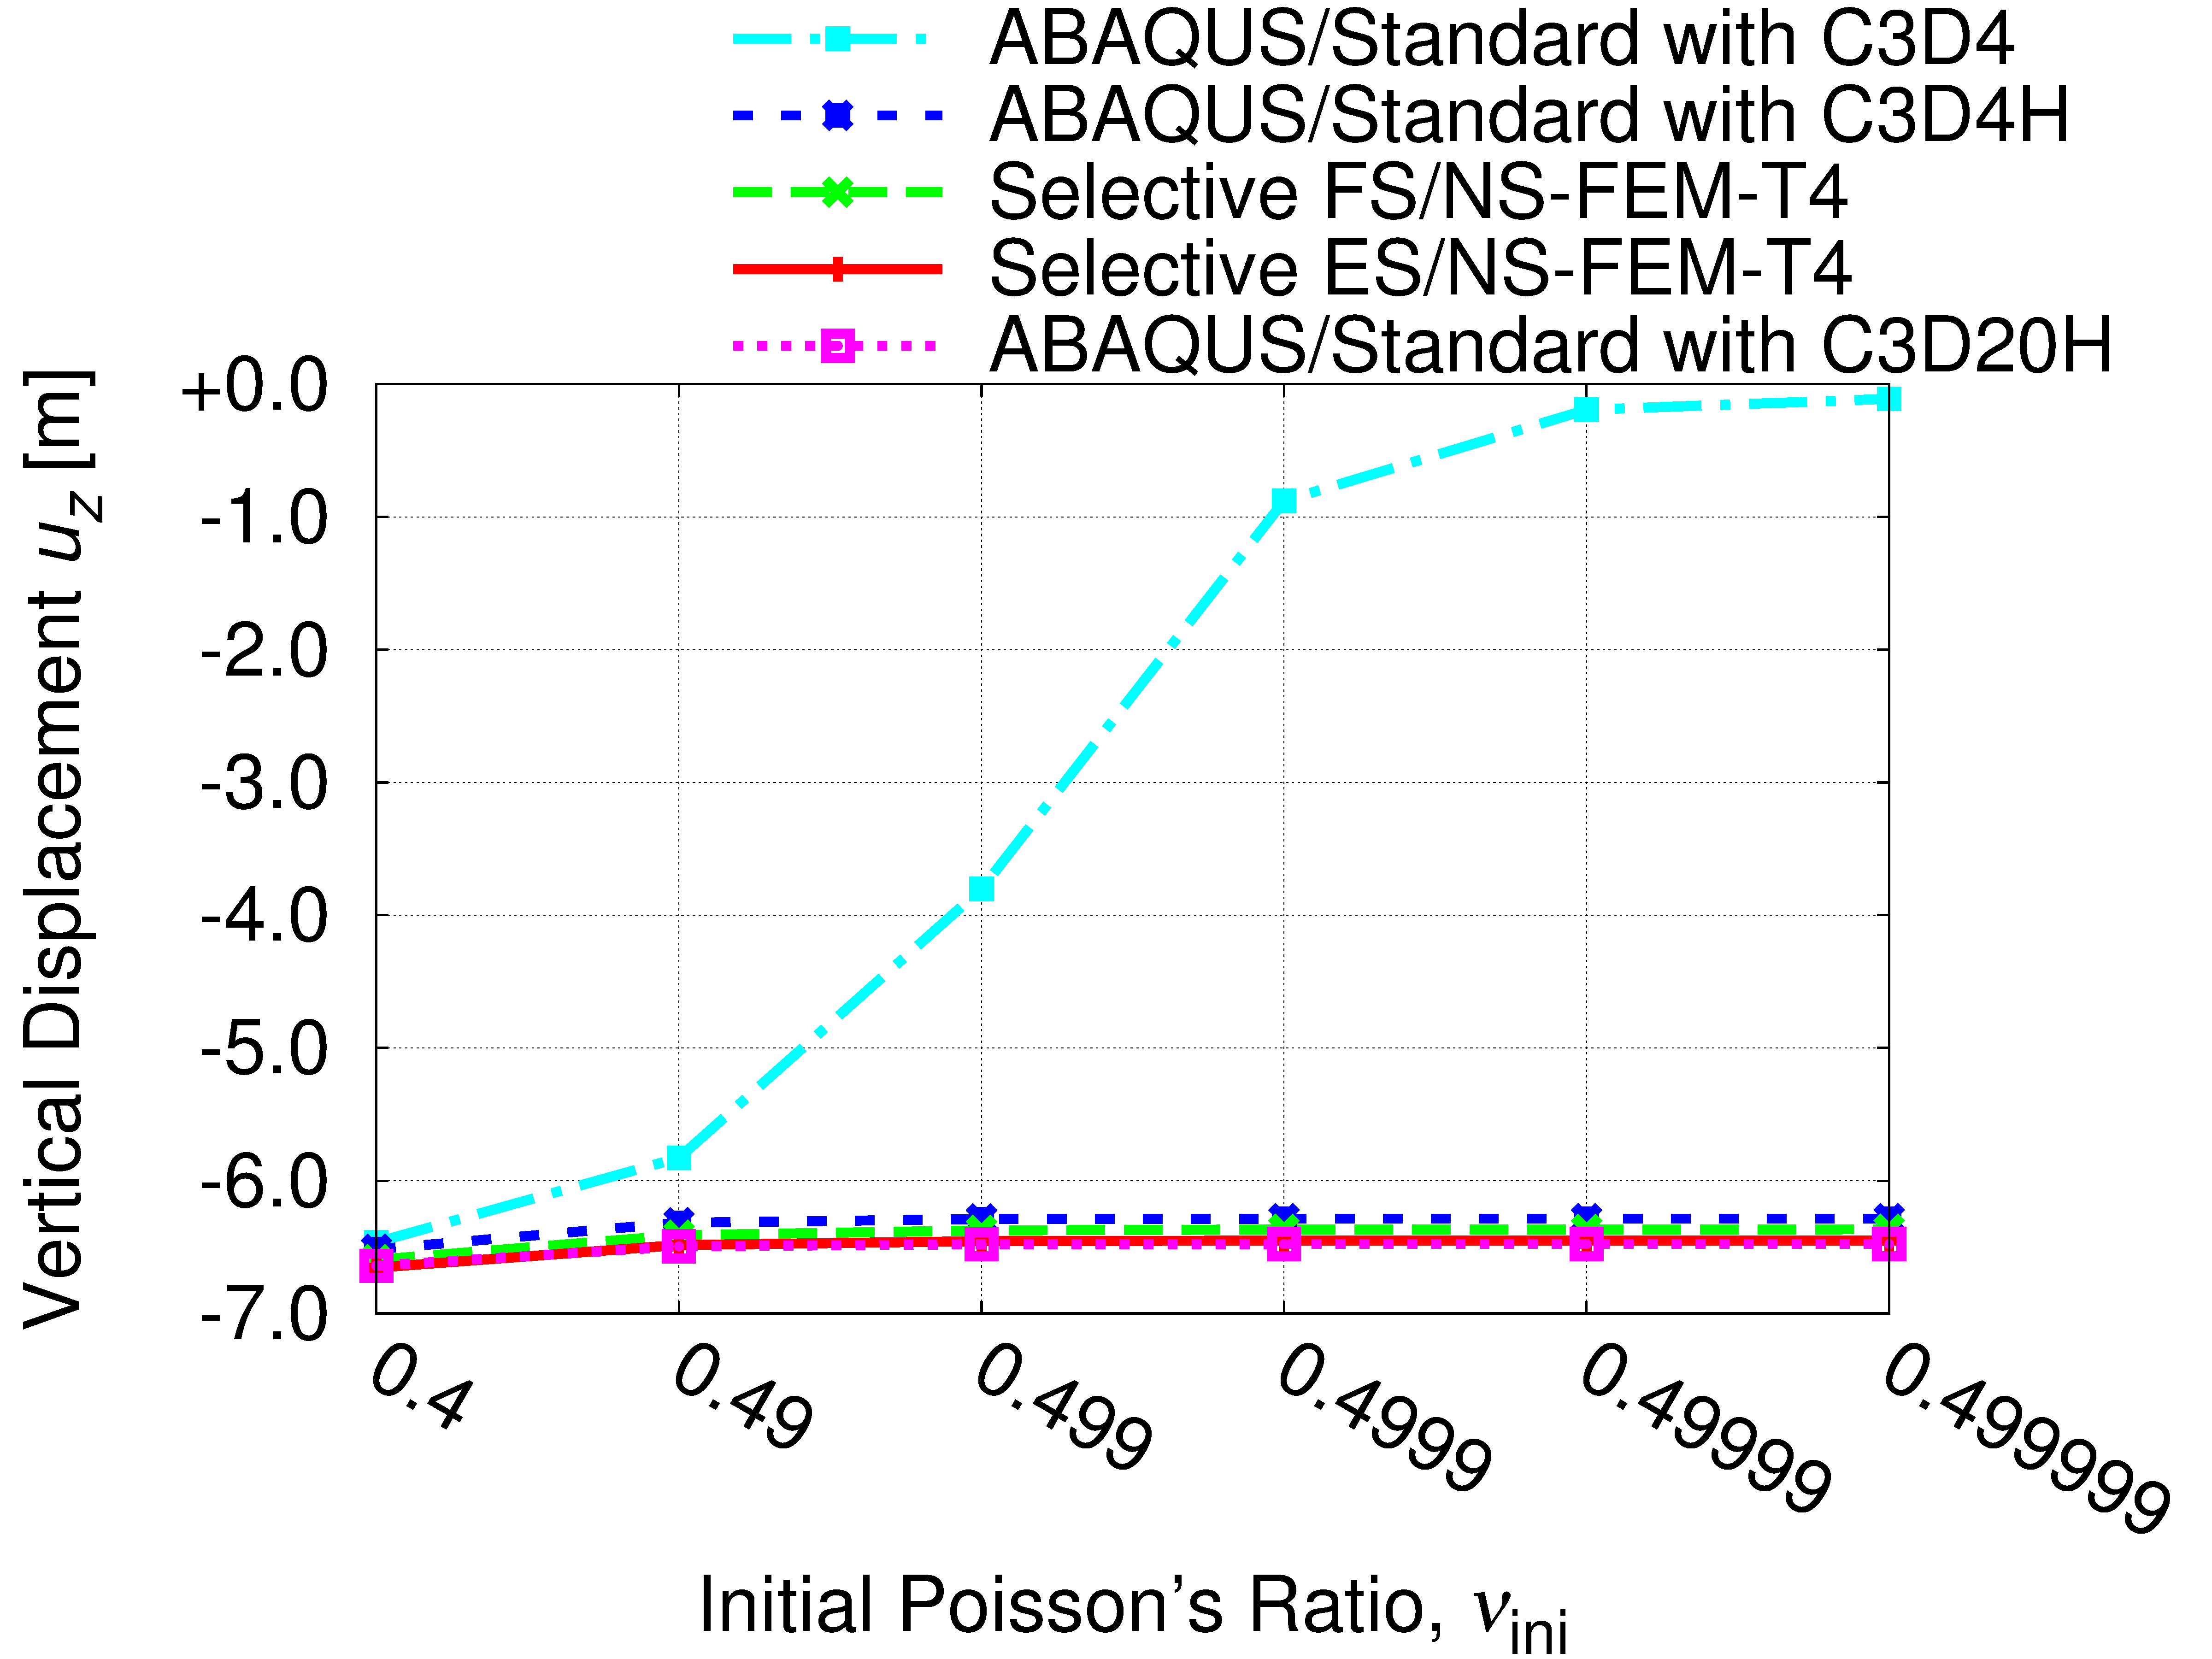 ABAQUS/Standard with C3D4
ABAQUS/Standard with C3D4H
Selective FS/NS-FEM-T4
Selective ES/NS-FEM-T4
ABAQUS/Standard with C3D20H
Vertical Displacement u_z [m]
+0.0
-1.0
-2.0
-3.0
-4.0
-5.0
-6.0
-7.0
0.4
0.49
0.499
0.4999
0.49999
0.499999
Initial Poisson's Ratio, ν_ini